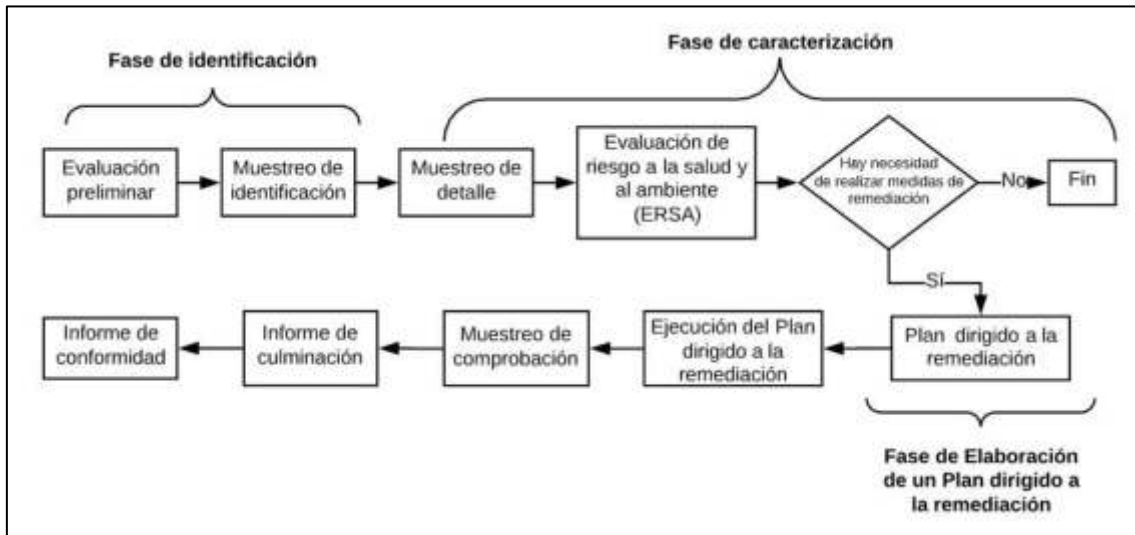 Fase de identificación
Fase de caracterización
Evaluación
preliminar
Muestreo de
identificación
Muestreo de
detalle
Evaluación de
riesgo a la salud y
al ambiente
(ERSA)
Hay necesidad
de realizar medidas de
remediación
No
Fin
Sí
Informe de
conformidad
Informe de
culminación
Muestreo de
comprobación
Ejecución del Plan
dirigido a la
remediación
Plan dirigido a la
remediación
Fase de Elaboración
de un Plan dirigido a
la remediación